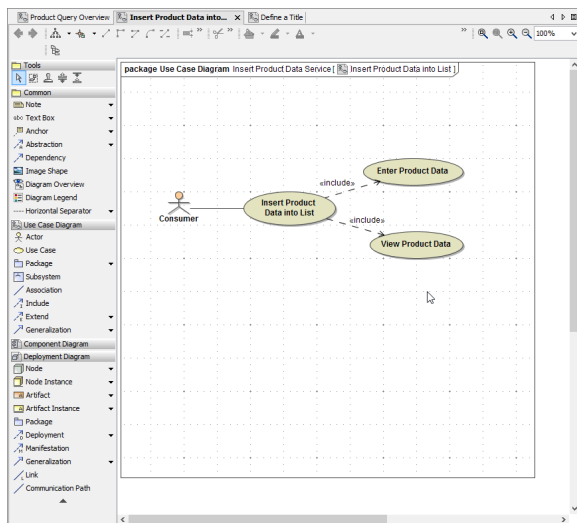 Product Query Overview
Insert Product Data into... x
Define a Title
100%
Tools
Common
Note
abc Text Box
Anchor
Abstraction
Dependency
Image Shape
Diagram Overview
Diagram Legend
Horizontal Separator
Use Case Diagram
Actor
Use Case
Package
Subsystem
Association
Include
Extend
Generalization
Component Diagram
Deployment Diagram
Node
Node Instance
Artifact
Artifact Instance
Package
Deployment
Manifestation
Generalization
Link
Communication Path
package Use Case Diagram Insert Product Data Service [ Insert Product Data into List ]
Enter Product Data
«include»
Insert Product
Data into List
Consumer
«include»
View Product Data